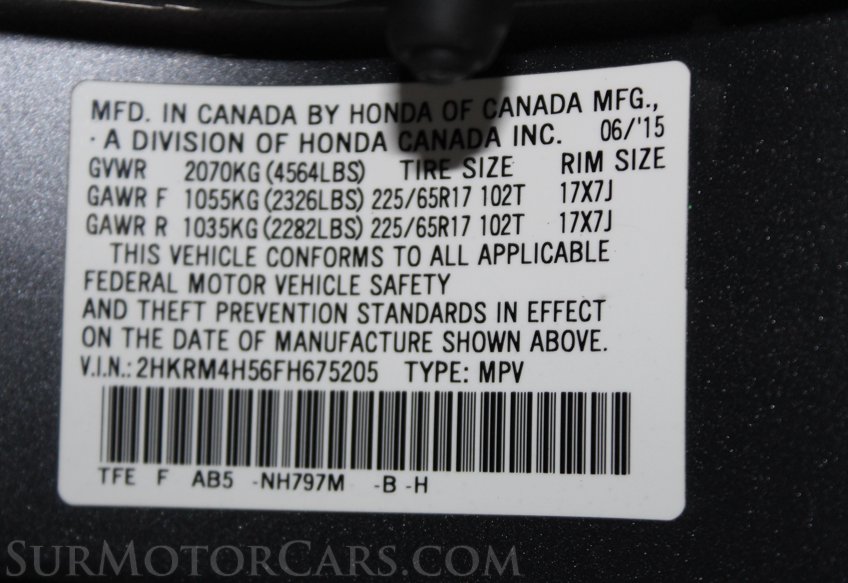 MFD. IN CANADA BY HONDA OF CANADA MFG.,
·A DIVISION OF HONDA CANADA INC. 06/'15
GVWR 2070KG (4564LBS) TIRE SIZE RIM SIZE
GAWR F 1055KG (2326LBS) 225/65R17 102T 17X7J
GAWR R 1035KG (2282LBS) 225/65R17 102T 17X7J
THIS VEHICLE CONFORMS TO ALL APPLICABLE
FEDERAL MOTOR VEHICLE SAFETY
AND THEFT PREVENTION STANDARDS IN EFFECT
ON THE DATE OF MANUFACTURE SHOWN ABOVE.
V.I.N.: 2HKRM4H56FH675205 TYPE: MPV
TFE F AB5 -NH797M -B -H
SurMotorCars.com